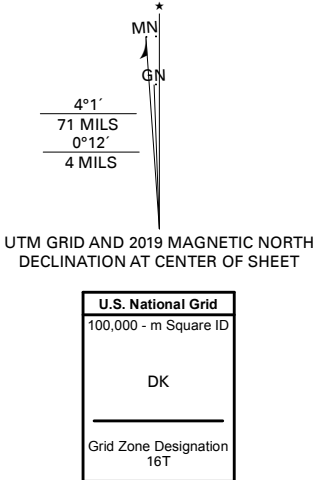 ★
MN
GN
4°1´
71 MILS
0°12´
4 MILS
UTM GRID AND 2019 MAGNETIC NORTH
DECLINATION AT CENTER OF SHEET
U.S. National Grid
100,000 - m Square ID
DK
Grid Zone Designation
16T